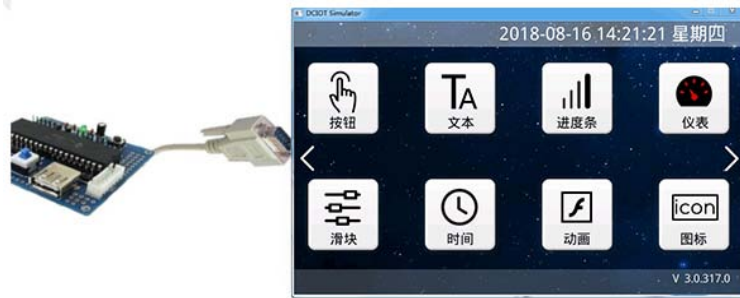 DCIOT Simulator
2018-08-16 14:21:21 星期四
按钮
TA
文本
进度条
仪表
滑块
时间
动画
icon
图标
V 3.0.317.0